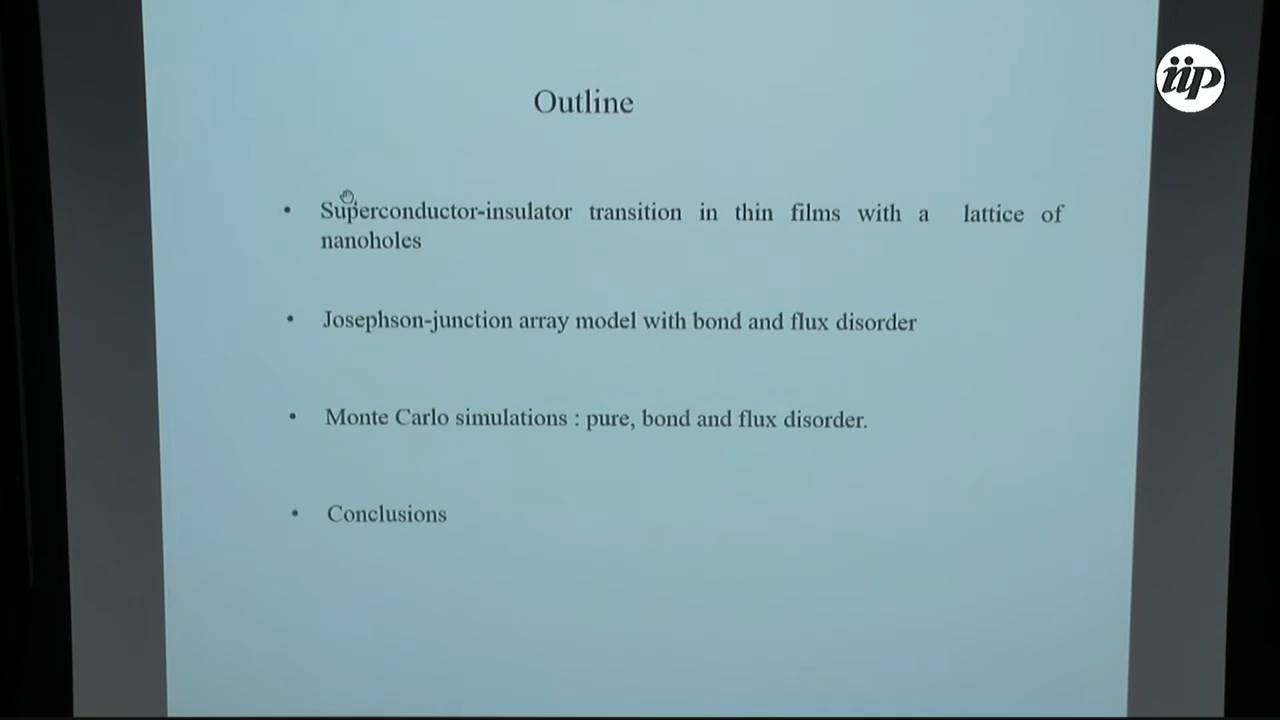 iip
Outline
• Superconductor-insulator transition in thin films with a lattice of
nanoholes
• Josephson-junction array model with bond and flux disorder
• Monte Carlo simulations : pure, bond and flux disorder.
• Conclusions